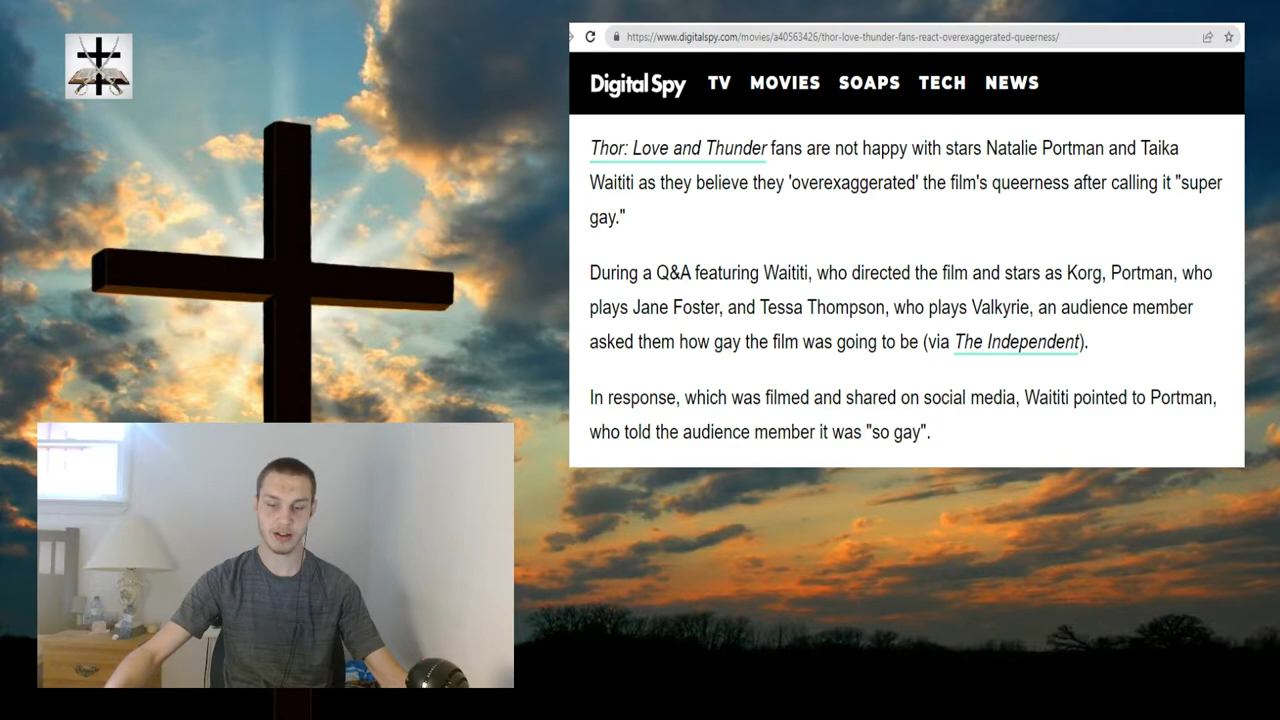 https://www.digitalspy.com/movies/a40563426/thor-love-thunder-fans-react-overexaggerated-queerness/
Digital Spy TV MOVIES SOAPS TECH NEWS
Thor: Love and Thunder fans are not happy with stars Natalie Portman and Taika
Waititi as they believe they 'overexaggerated' the film's queerness after calling it "super
gay."
During a Q&A featuring Waititi, who directed the film and stars as Korg, Portman, who
plays Jane Foster, and Tessa Thompson, who plays Valkyrie, an audience member
asked them how gay the film was going to be (via The Independent).
In response, which was filmed and shared on social media, Waititi pointed to Portman,
who told the audience member it was "so gay".